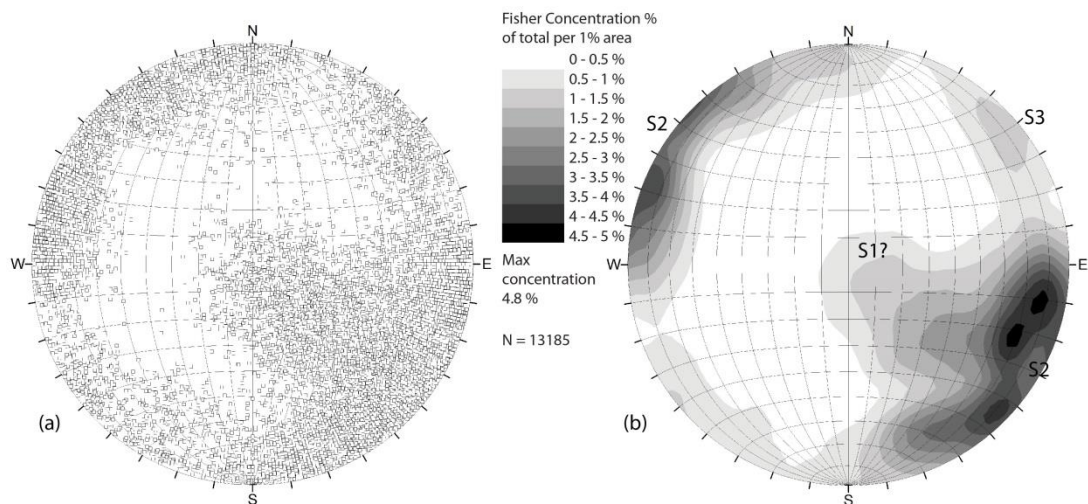 N
W
E
S
(a)
Fisher Concentration %
of total per 1% area
0 - 0.5 %
0.5 - 1 %
1 - 1.5 %
1.5 - 2 %
2 - 2.5 %
2.5 - 3 %
3 - 3.5 %
3.5 - 4 %
4 - 4.5 %
4.5 - 5 %
Max
concentration
4.8 %
N = 13185
N
S2
S3
S1?
E
S2
S
(b)